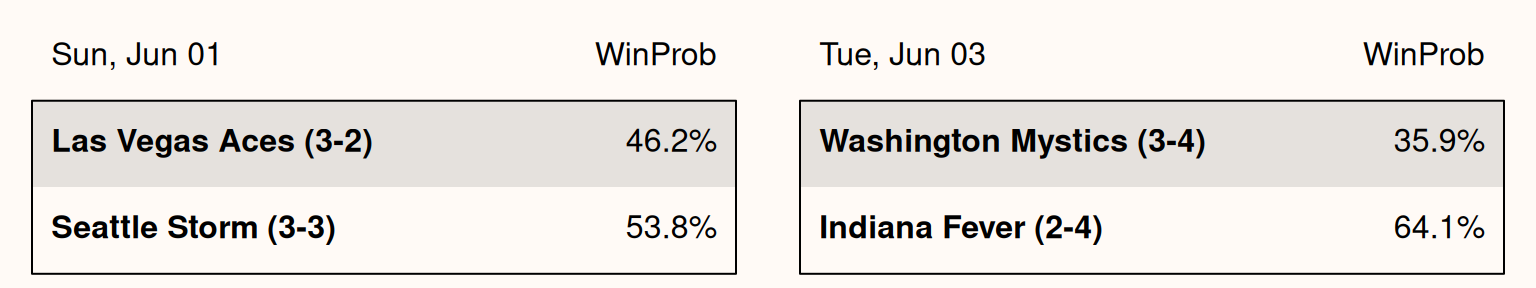 Sun, Jun 01 WinProb
Las Vegas Aces (3-2) 46.2%
Seattle Storm (3-3) 53.8%
Tue, Jun 03 WinProb
Washington Mystics (3-4) 35.9%
Indiana Fever (2-4) 64.1%